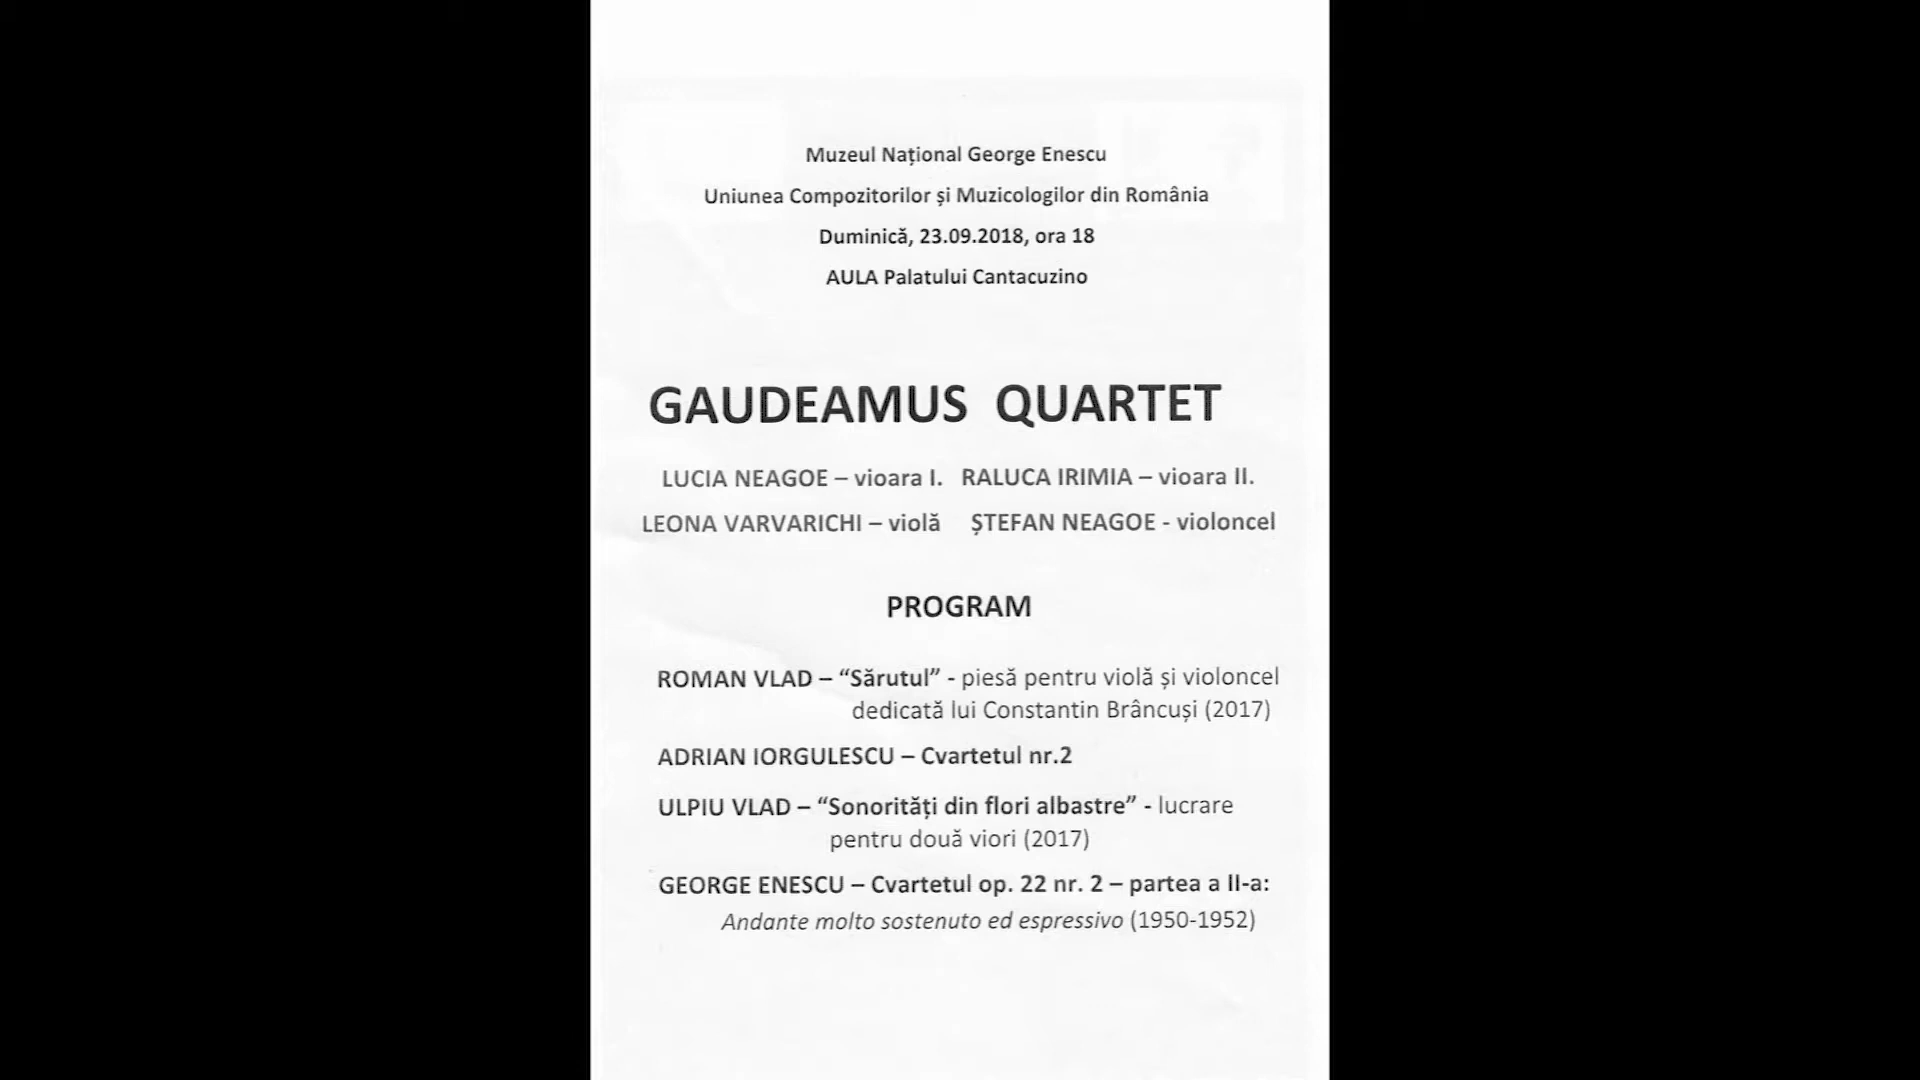 Muzeul Național George Enescu
Uniunea Compozitorilor și Muzicologilor din România
Duminică, 23.09.2018, ora 18
AULA Palatului Cantacuzino
GAUDEAMUS QUARTET
LUCIA NEAGOE – vioara I. RALUCA IRIMIA – vioara II.
LEONA VARVARICHI – violă ȘTEFAN NEAGOE - violoncel
PROGRAM
ROMAN VLAD – “Sărutul” - piesă pentru violă și violoncel
dedicată lui Constantin Brâncuși (2017)
ADRIAN IORGULESCU – Cvartetul nr.2
ULPIU VLAD – “Sonorități din flori albastre” - lucrare
pentru două viori (2017)
GEORGE ENESCU – Cvartetul op. 22 nr. 2 – partea a II-a:
Andante molto sostenuto ed espressivo (1950-1952)